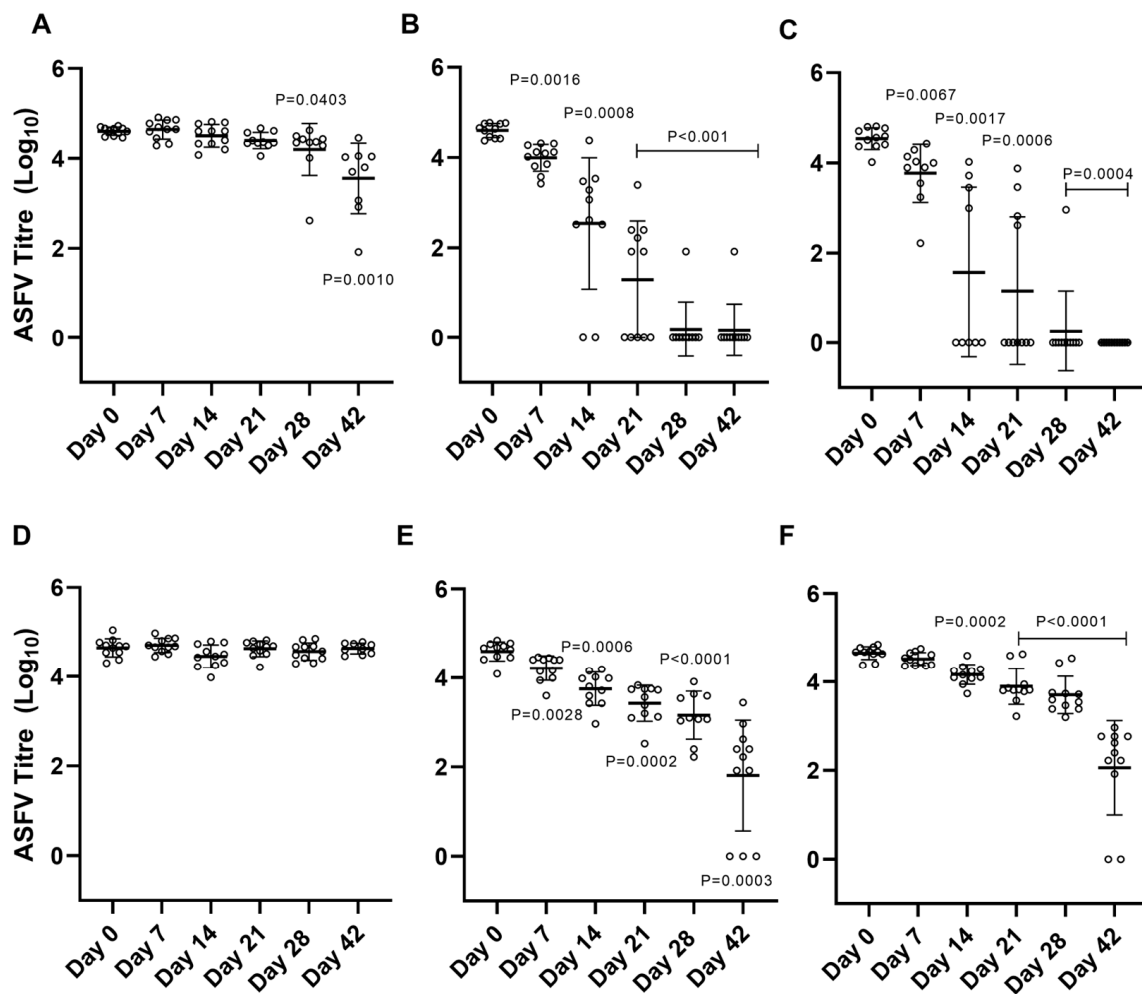 A
B
C
ASFV Titre (Log10)
6
4
2
0
P=0.0403
P=0.0010
Day 0
Day 7
Day 14
Day 21
Day 28
Day 42
6
4
2
0
P=0.0016
P=0.0008
P<0.001
Day 0
Day 7
Day 14
Day 21
Day 28
Day 42
6
4
2
0
P=0.0067
P=0.0017
P=0.0006
P=0.0004
Day 0
Day 7
Day 14
Day 21
Day 28
Day 42
D
E
F
ASFV Titre (Log10)
6
4
2
0
Day 0
Day 7
Day 14
Day 21
Day 28
Day 42
6
4
2
0
P=0.0006
P<0.0001
P=0.0028
P=0.0002
P=0.0003
Day 0
Day 7
Day 14
Day 21
Day 28
Day 42
6
4
2
0
P=0.0002
P<0.0001
Day 0
Day 7
Day 14
Day 21
Day 28
Day 42